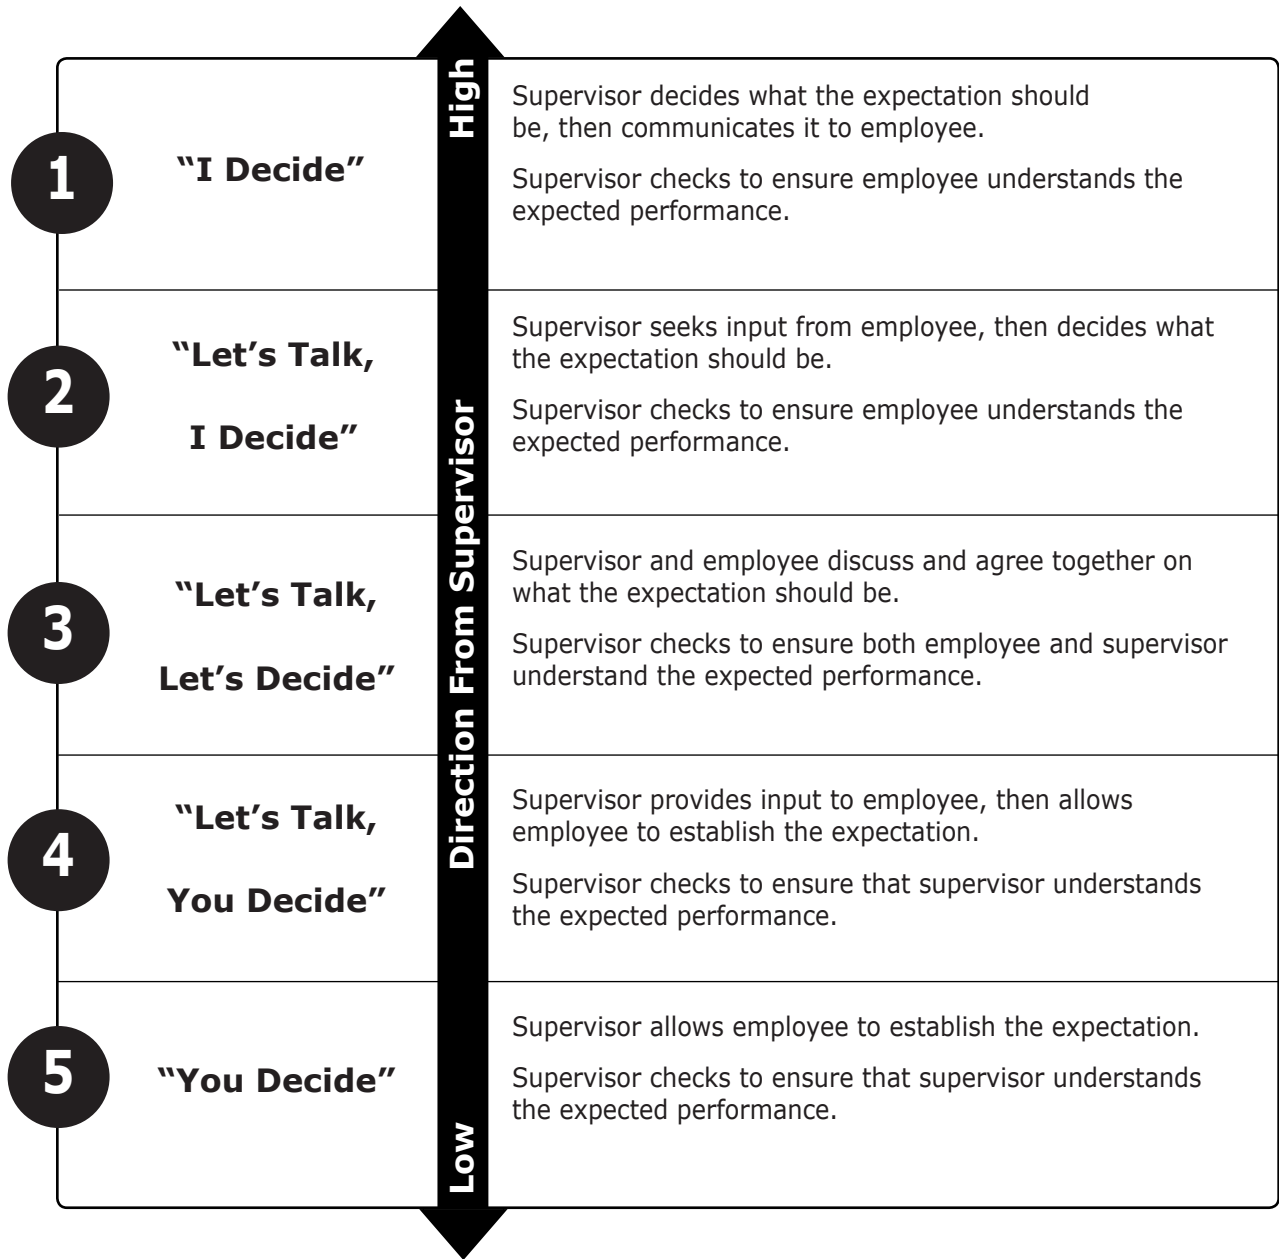 High
1
“I Decide”
Supervisor decides what the expectation should
be, then communicates it to employee.
Supervisor checks to ensure employee understands the
expected performance.
2
“Let’s Talk,
I Decide”
Supervisor seeks input from employee, then decides what
the expectation should be.
Supervisor checks to ensure employee understands the
expected performance.
Direction From Supervisor
3
“Let’s Talk,
Let’s Decide”
Supervisor and employee discuss and agree together on
what the expectation should be.
Supervisor checks to ensure both employee and supervisor
understand the expected performance.
4
“Let’s Talk,
You Decide”
Supervisor provides input to employee, then allows
employee to establish the expectation.
Supervisor checks to ensure that supervisor understands
the expected performance.
5
“You Decide”
Supervisor allows employee to establish the expectation.
Supervisor checks to ensure that supervisor understands
the expected performance.
Low